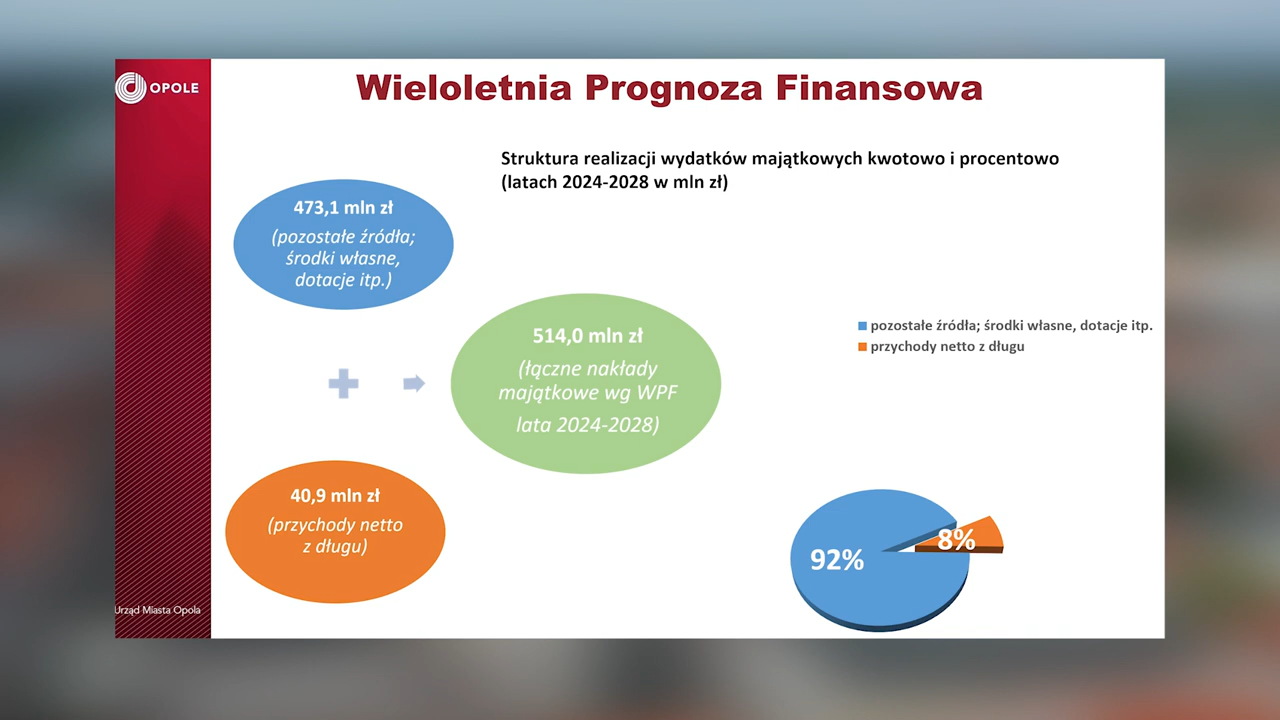 OPOLE
Wieloletnia Prognoza Finansowa
Struktura realizacji wydatków majątkowych kwotowo i procentowo
(latach 2024-2028 w mln zł)
473,1 mln zł
(pozostałe źródła;
środki własne,
dotacje itp.)
514,0 mln zł
(łączne nakłady
majątkowe wg WPF
lata 2024-2028)
40,9 mln zł
(przychody netto
z długu)
pozostałe źródła; środki własne, dotacje itp.
przychody netto z długu
92%
8%
Urząd Miasta Opola